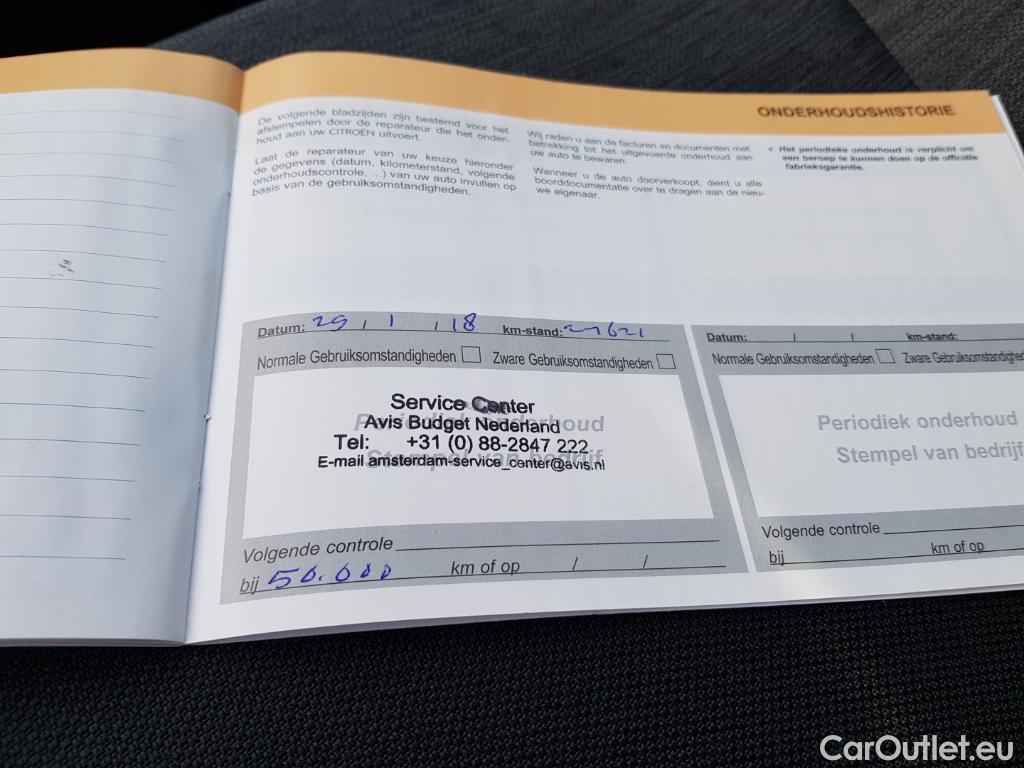 ONDERHOUDSHISTORIE
De volgende bladzijden zijn bestemd voor het
afstempelen door de reparateur die het onder-
houd aan uw CITROËN uitvoert.
Laat de reparateur van uw keuze hieronder
de gegevens (datum, kilometerstand, volgende
onderhoudscontrole, ...) van uw auto invullen op
basis van de gebruiksomstandigheden.
Wij raden u aan de facturen en documenten met
betrekking tot het uitgevoerde onderhoud aan
uw auto te bewaren.
Wanneer u de auto doorverkoopt, dient u alle
boorddocumentatie over te dragen aan de nieu-
we eigenaar.
« Het periodieke onderhoud is verplicht om
een beroep te kunnen doen op de officiële
fabrieksgarantie.
Datum: 29 / 1 / 18 km-stand: 27621
Normale Gebruiksomstandigheden Zware Gebruiksomstandigheden
Service Center
Periodiek onderhoud
Avis Budget Nederland
Tel: +31 (0) 88-2847 222
Stempel van bedrijf
E-mail amsterdam-service_center@avis.nl
Volgende controle
bij 50.000 km of op / /
Datum: / / km-stand:
Normale Gebruiksomstandigheden Zware Gebruiksomstandighe
Periodiek onderhoud
Stempel van bedrijf
Volgende controle
bij km of op
CarOutlet.eu